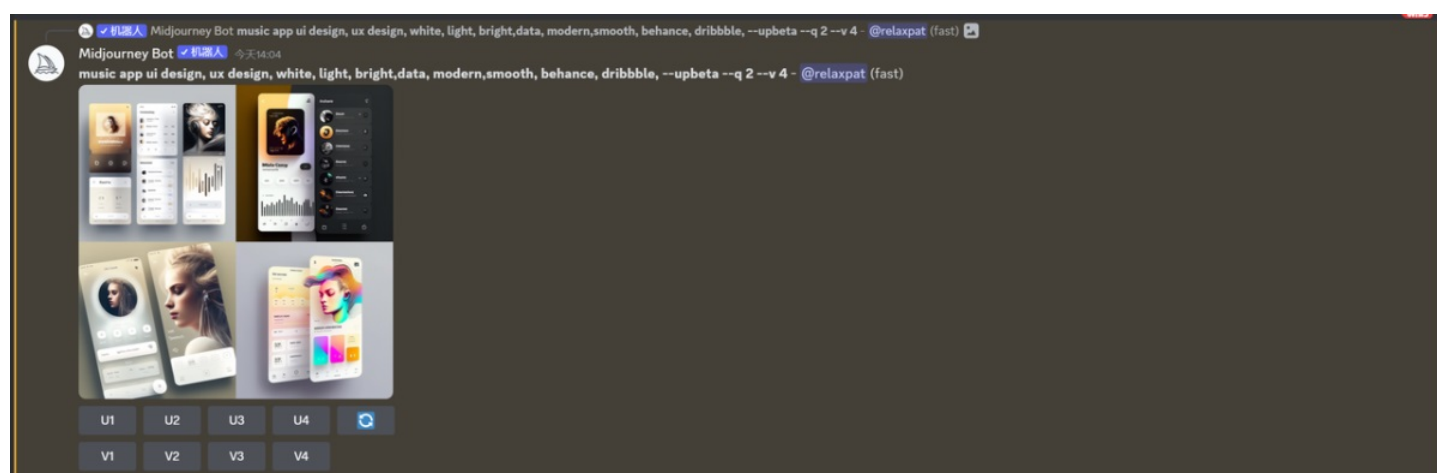 ✓机器人 Midjourney Bot music app ui design, ux design, white, light, bright,data, modern,smooth, behance, dribbble, --upbeta --q 2 --v 4 - @relaxpat (fast)
Midjourney Bot ✓机器人 今天14:04
music app ui design, ux design, white, light, bright,data, modern,smooth, behance, dribbble, --upbeta --q 2 --v 4 - @relaxpat (fast)
U1 U2 U3 U4
V1 V2 V3 V4